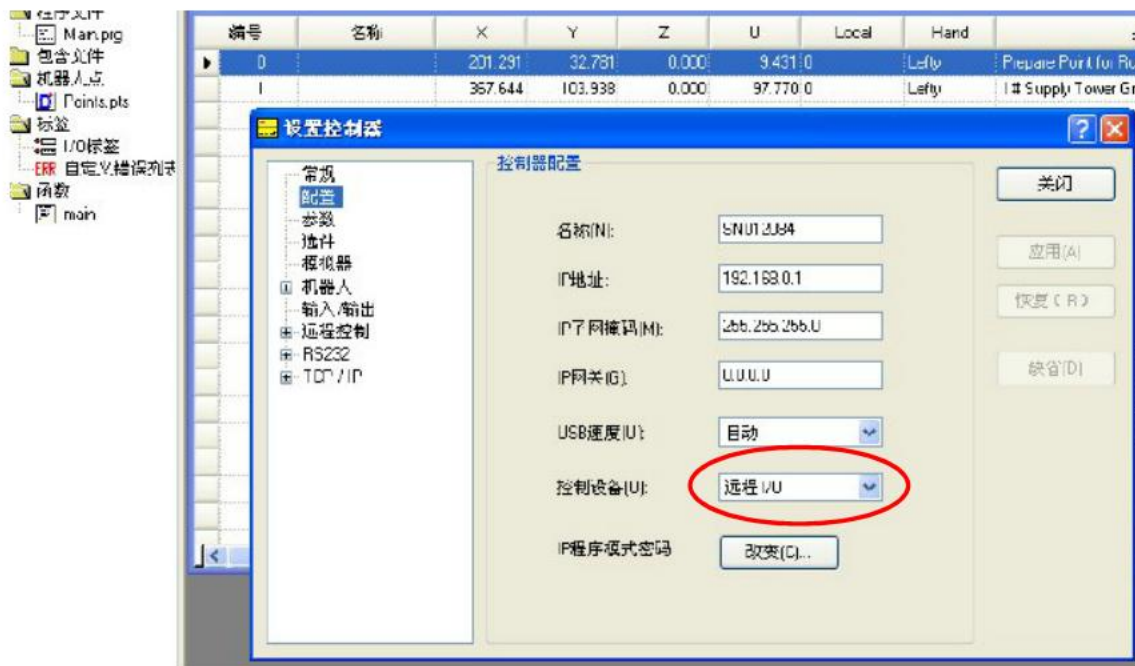 程序文件
Main.prg
包含文件
机器人点
Points.pts
标签
I/O标签
ERR 自定义错误列表
函数
main
编号 名称 X Y Z U Local Hand
0 201.291 32.781 0.000 9.431 0 Lefty Prepare Point for Ro
1 367.644 103.938 0.000 97.770 0 Lefty 1# Supply Tower Gr
设置控制器
常规
配置
参数
选件
模拟器
机器人
输入/输出
远程控制
RS232
TCP / IP
控制器配置
名称(N):
SN012084
IP地址:
192.168.0.1
IP子网掩码(M):
255.255.255.0
IP网关(G)
0.0.0.0
USB速度(U):
自动
控制设备(U):
远程 I/O
IP程序模式密码
改变(C)...
关闭
应用(A)
恢复(R)
缺省(D)